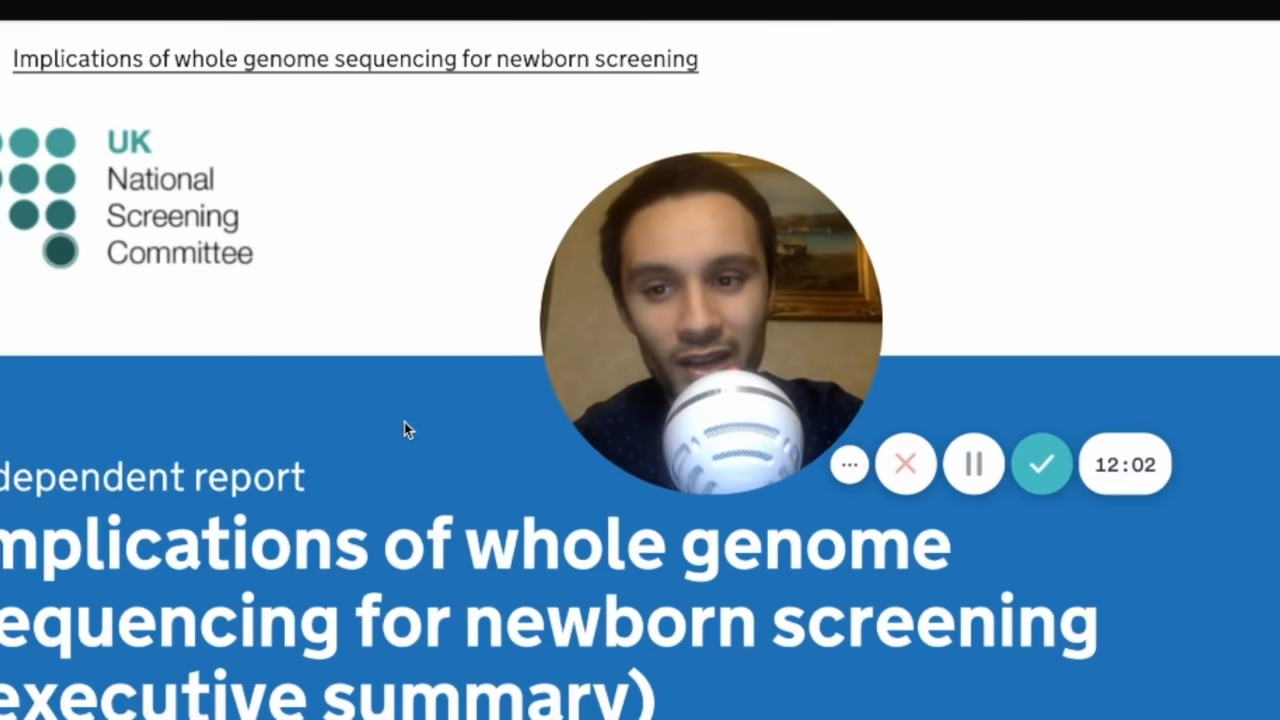 Implications of whole genome sequencing for newborn screening
UK
National
Screening
Committee
dependent report
mplications of whole genome
equencing for newborn screening
executive summary)
12:02